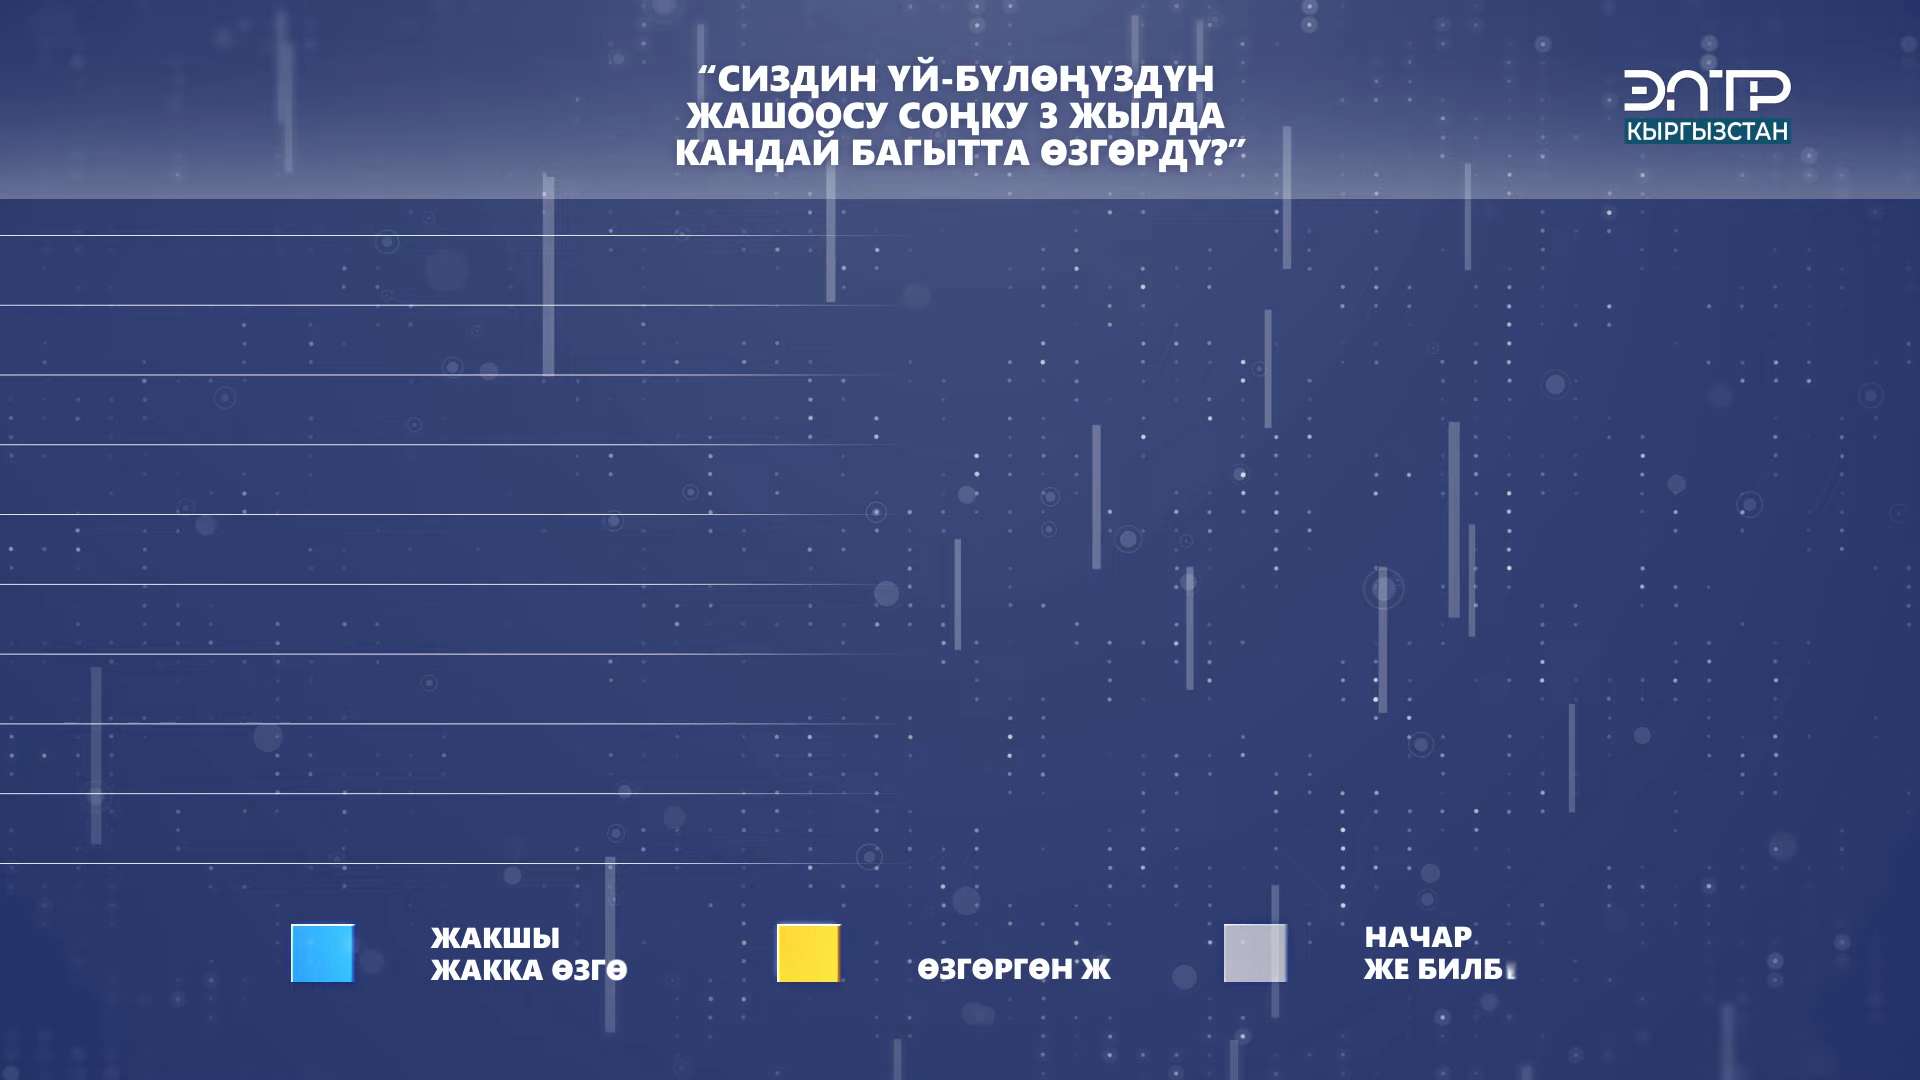 “СИЗДИН ҮЙ-БҮЛӨҢҮЗДҮН
ЖАШООСУ СОҢКУ 3 ЖЫЛДА
КАНДАЙ БАГЫТТА ӨЗГӨРДҮ?”
ЭЛТР
КЫРГЫЗСТАН
ЖАКШЫ
ЖАККА ӨЗГӨ
ӨЗГӨРГӨН Ж
НАЧАР
ЖЕ БИЛБ